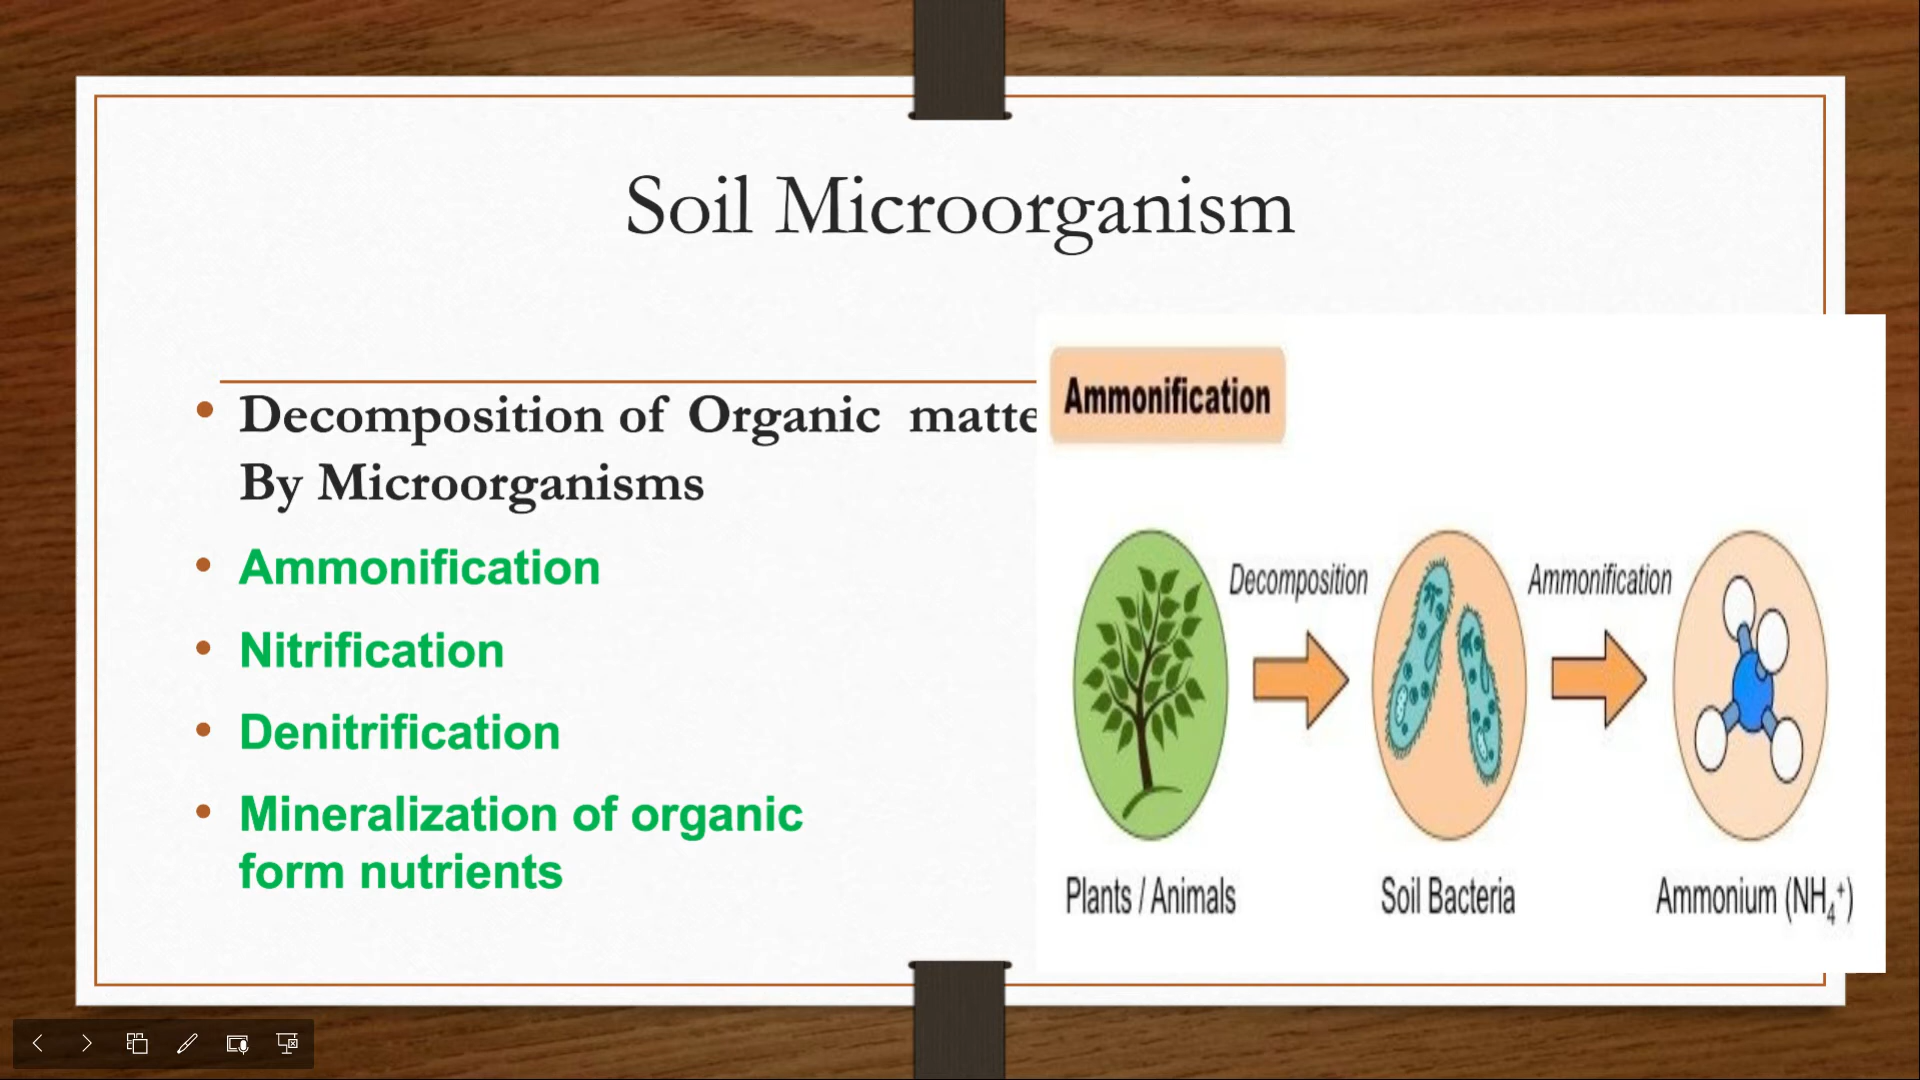 Soil Microorganism
Decomposition of Organic matte
By Microorganisms
Ammonification
Nitrification
Denitrification
Mineralization of organic
form nutrients
Ammonification
Decomposition
Ammonification
Plants / Animals
Soil Bacteria
Ammonium (NH₄⁺)